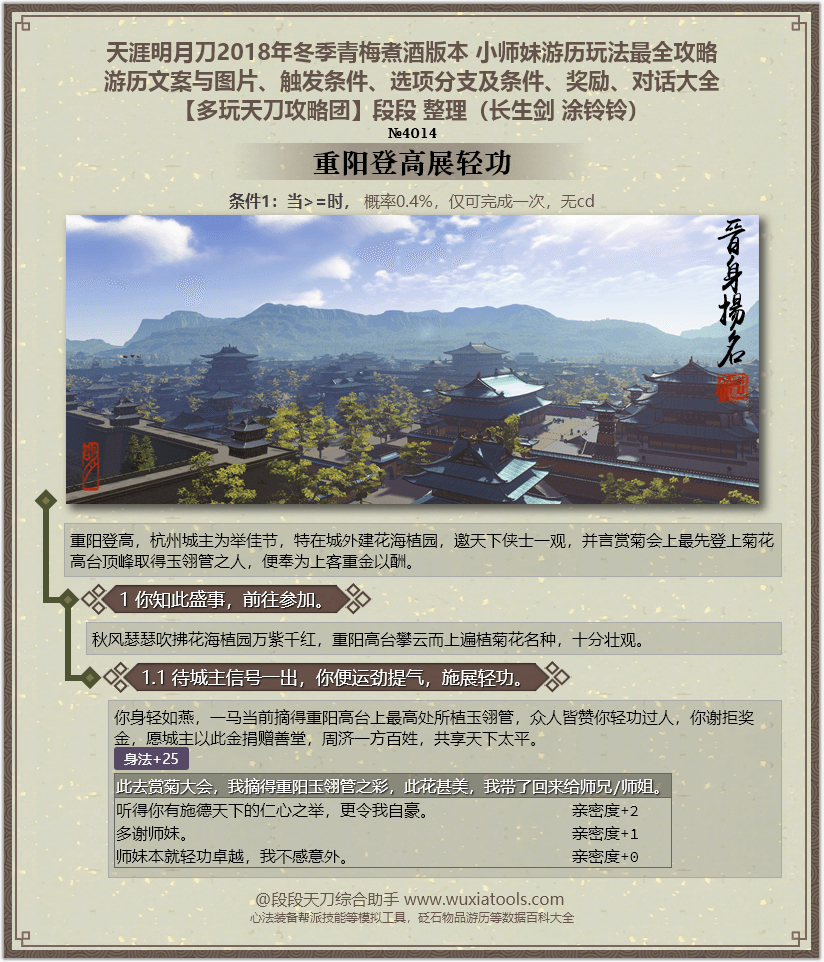 天涯明月刀2018年冬季青梅煮酒版本 小师妹游历玩法最全攻略
游历文案与图片、触发条件、选项分支及条件、奖励、对话大全
【多玩天刀攻略团】段段 整理（长生剑 涂铃铃）
№4014
重阳登高展轻功
条件1：当>=时， 概率0.4%，仅可完成一次，无cd
晋身揚名
重阳登高，杭州城主为举佳节，特在城外建花海植园，邀天下侠士一观，并言赏菊会上最先登上菊花
高台顶峰取得玉翎管之人，便奉为上客重金以酬。
1 你知此盛事，前往参加。
秋风瑟瑟吹拂花海植园万紫千红，重阳高台攀云而上遍植菊花名种，十分壮观。
1.1 待城主信号一出，你便运劲提气，施展轻功。
你身轻如燕，一马当前摘得重阳高台上最高处所植玉翎管，众人皆赞你轻功过人，你谢拒奖
金，愿城主以此金捐赠善堂，周济一方百姓，共享天下太平。
身法+25
此去赏菊大会，我摘得重阳玉翎管之彩，此花甚美，我带了回来给师兄/师姐。
听得你有施德天下的仁心之举，更令我自豪。 亲密度+2
多谢师妹。 亲密度+1
师妹本就轻功卓越，我不感意外。 亲密度+0
@段段天刀综合助手 www.wuxiatools.com
心法装备帮派技能等模拟工具，砭石物品游历等数据百科大全